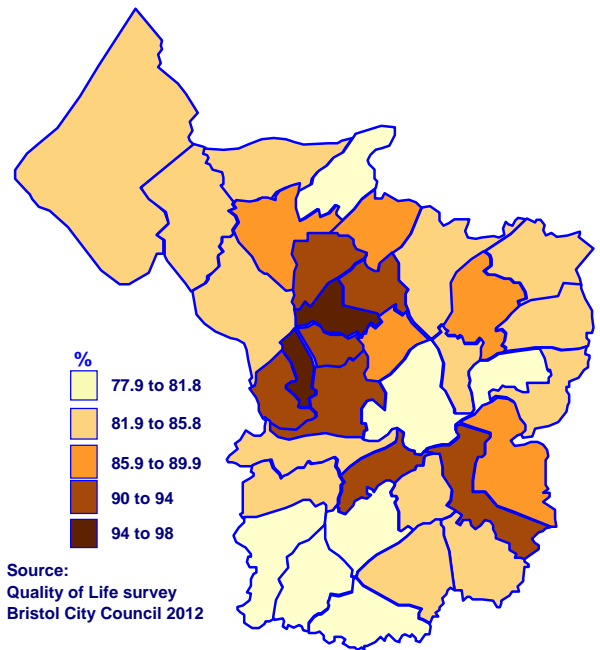 %
77.9 to 81.8
81.9 to 85.8
85.9 to 89.9
90 to 94
94 to 98
Source:
Quality of Life survey
Bristol City Council 2012